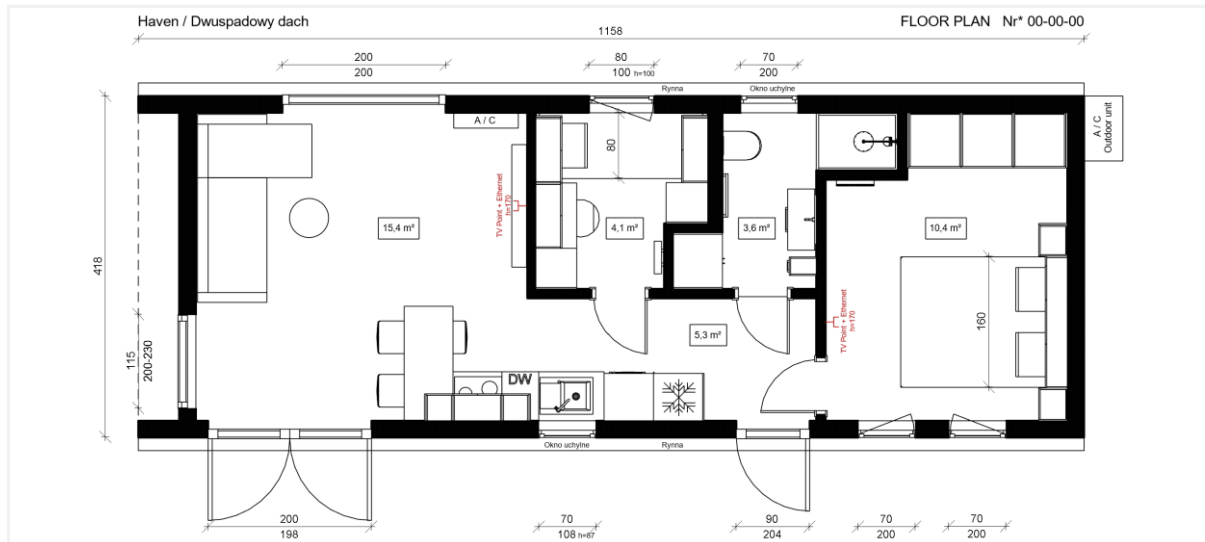 Haven / Dwuspadowy dach
FLOOR PLAN Nr* 00-00-00
1158
200
200
80
100 h=100
70
200
Rynna
Okno uchylne
A / C
A / C
Outdoor unit
80
TV Point + Ethernet
h=170
15,4 m²
4,1 m²
3,6 m²
10,4 m²
418
160
TV Point + Ethernet
h=170
5,3 m²
115
200-230
DW
Okno uchylne
Rynna
200
198
70
108 h=87
90
204
70
200
70
200